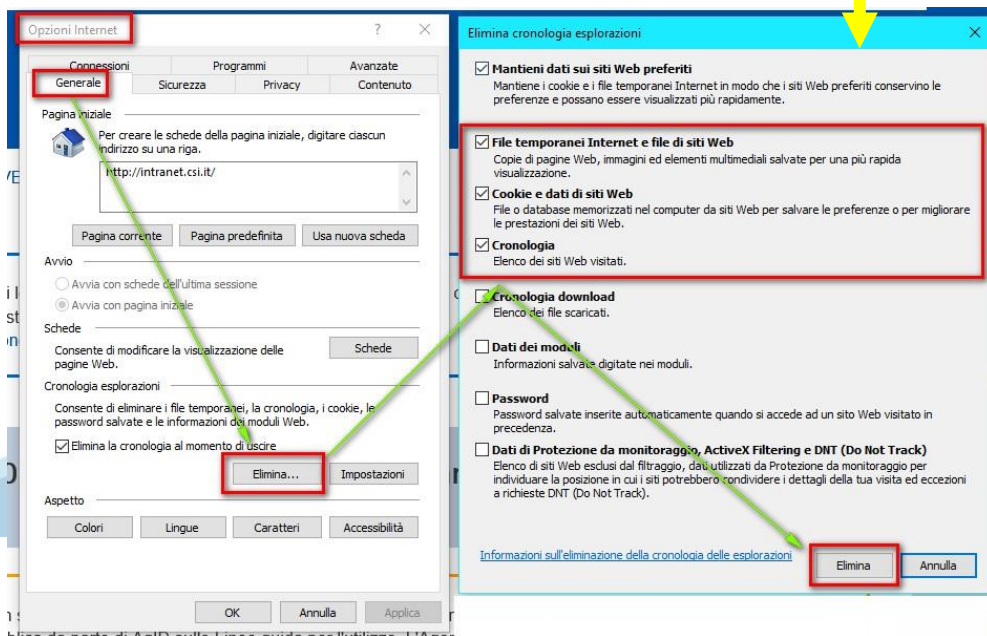 Opzioni Internet
Connessioni Programmi Avanzate
Generale Sicurezza Privacy Contenuto
Pagina iniziale
Per creare le schede della pagina iniziale, digitare ciascun
indirizzo su una riga.
http://intranet.csi.it/
Pagina corrente Pagina predefinita Usa nuova scheda
Avvio
Avvia con schede dell'ultima sessione
Avvia con pagina iniziale
Schede
Consente di modificare la visualizzazione delle
pagine Web.
Schede
Cronologia esplorazioni
Consente di eliminare i file temporanei, la cronologia, i cookie, le
password salvate e le informazioni dei moduli Web.
Elimina la cronologia al momento di uscire
Elimina... Impostazioni
Aspetto
Colori Lingue Caratteri Accessibilità
OK Annulla Applica
Elimina cronologia esplorazioni
Mantieni dati sui siti Web preferiti
Mantiene i cookie e i file temporanei Internet in modo che i siti Web preferiti conservino le
preferenze e possano essere visualizzati più rapidamente.
File temporanei Internet e file di siti Web
Copie di pagine Web, immagini ed elementi multimediali salvate per una più rapida
visualizzazione.
Cookie e dati di siti Web
File o database memorizzati nel computer da siti Web per salvare le preferenze o per migliorare
le prestazioni dei siti Web.
Cronologia
Elenco dei siti Web visitati.
Cronologia download
Elenco dei file scaricati.
Dati dei moduli
Informazioni salvate digitate nei moduli.
Password
Password salvate inserite automaticamente quando si accede ad un sito Web visitato in
precedenza.
Dati di Protezione da monitoraggio, ActiveX Filtering e DNT (Do Not Track)
Elenco di siti Web esclusi dal filtraggio, dati utilizzati da Protezione da monitoraggio per
individuare la posizione in cui i siti potrebbero condividere i dettagli della tua visita ed eccezioni
a richieste DNT (Do Not Track).
Informazioni sull'eliminazione della cronologia delle esplorazioni
Elimina Annulla